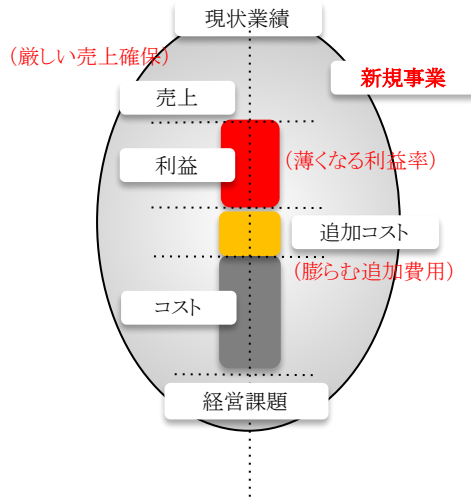 現状業績
(厳しい売上確保)
新規事業
売上
利益
(薄くなる利益率)
追加コスト
(膨らむ追加費用)
コスト
経営課題